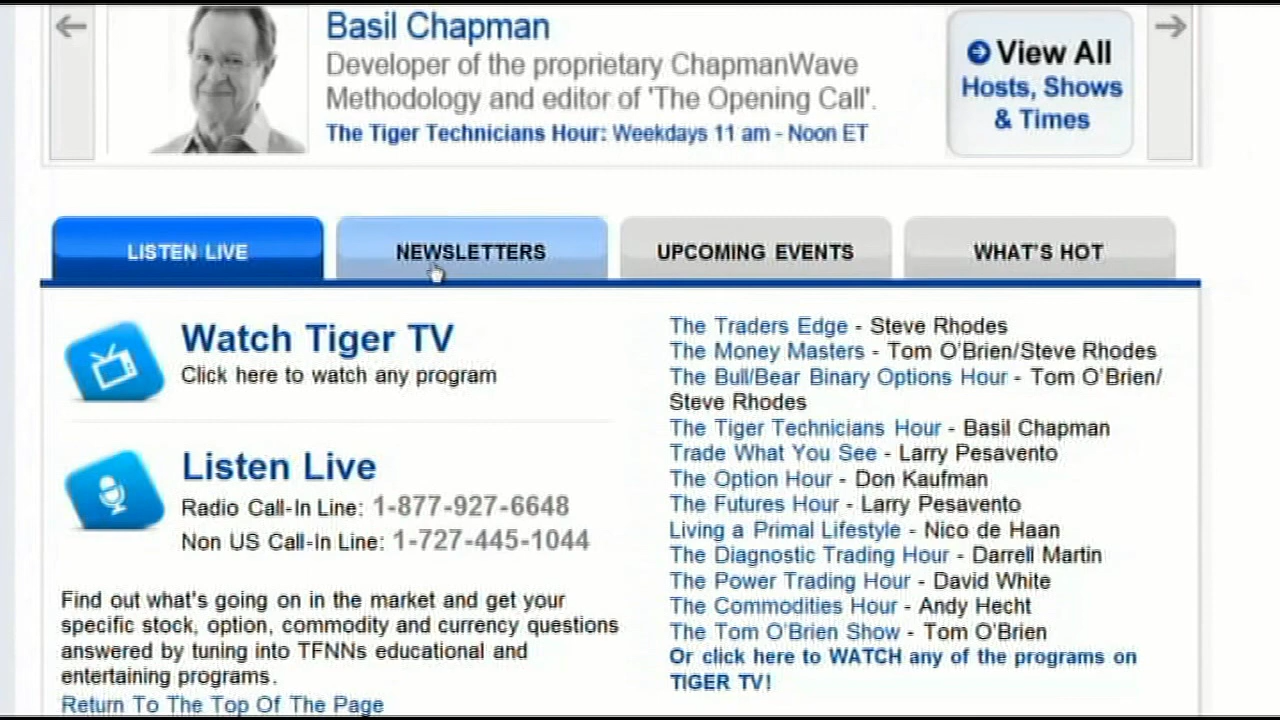 Basil Chapman
Developer of the proprietary ChapmanWave
Methodology and editor of 'The Opening Call'.
The Tiger Technicians Hour: Weekdays 11 am - Noon ET
View All
Hosts, Shows
& Times
LISTEN LIVE
NEWSLETTERS
UPCOMING EVENTS
WHAT'S HOT
Watch Tiger TV
Click here to watch any program
Listen Live
Radio Call-In Line: 1-877-927-6648
Non US Call-In Line: 1-727-445-1044
Find out what's going on in the market and get your
specific stock, option, commodity and currency questions
answered by tuning into TFNNs educational and
entertaining programs.
Return To The Top Of The Page
The Traders Edge - Steve Rhodes
The Money Masters - Tom O'Brien/Steve Rhodes
The Bull/Bear Binary Options Hour - Tom O'Brien/
Steve Rhodes
The Tiger Technicians Hour - Basil Chapman
Trade What You See - Larry Pesavento
The Option Hour - Don Kaufman
The Futures Hour - Larry Pesavento
Living a Primal Lifestyle - Nico de Haan
The Diagnostic Trading Hour - Darrell Martin
The Power Trading Hour - David White
The Commodities Hour - Andy Hecht
The Tom O'Brien Show - Tom O'Brien
Or click here to WATCH any of the programs on
TIGER TV!